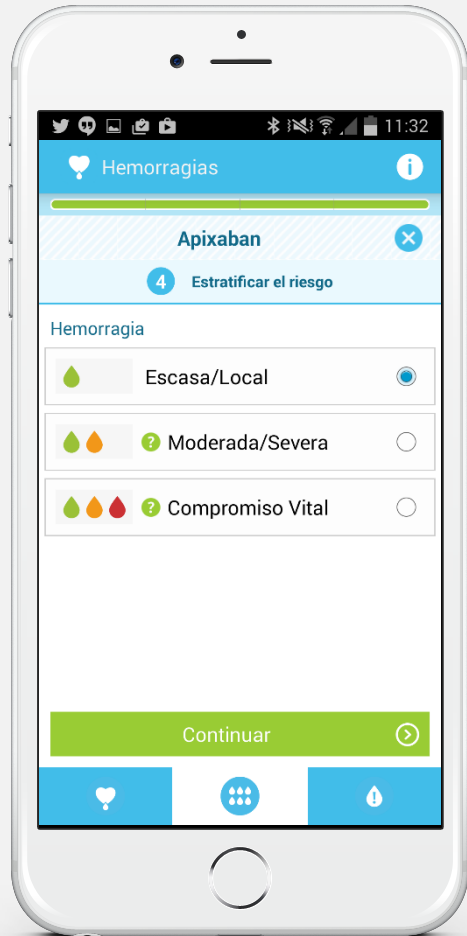 11:32
Hemorragias
i
Apixaban
4 Estratificar el riesgo
Hemorragia
Escasa/Local
? Moderada/Severa
? Compromiso Vital
Continuar
!